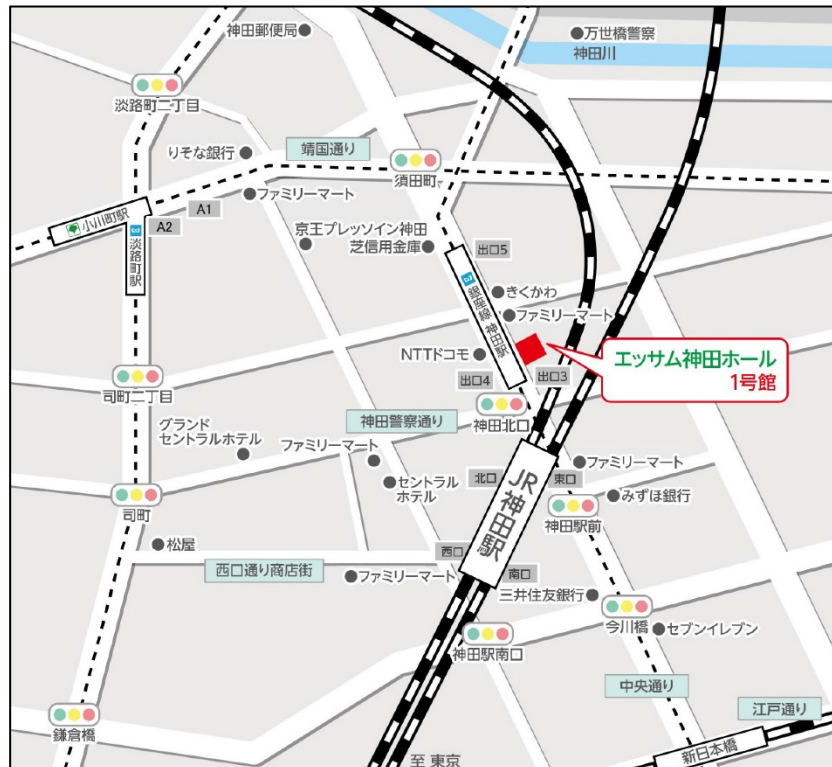 神田郵便局
万世橋警察
神田川
淡路町二丁目
りそな銀行
靖国通り
須田町
ファミリーマート
小川町駅
A1
A2
淡路町駅
京王プレッソイン神田
芝信用金庫
出口5
きくかわ
ファミリーマート
銀座線 神田駅
NTTドコモ
エッサム神田ホール
1号館
出口4
出口3
司町二丁目
神田北口
神田警察通り
グランド
セントラルホテル
ファミリーマート
セントラル
ホテル
北口
JR神田駅
東口
ファミリーマート
みずほ銀行
神田駅前
司町
松屋
西口
西口通り商店街
ファミリーマート
南口
三井住友銀行
今川橋
セブンイレブン
神田駅南口
中央通り
江戸通り
鎌倉橋
新日本橋
至 東京